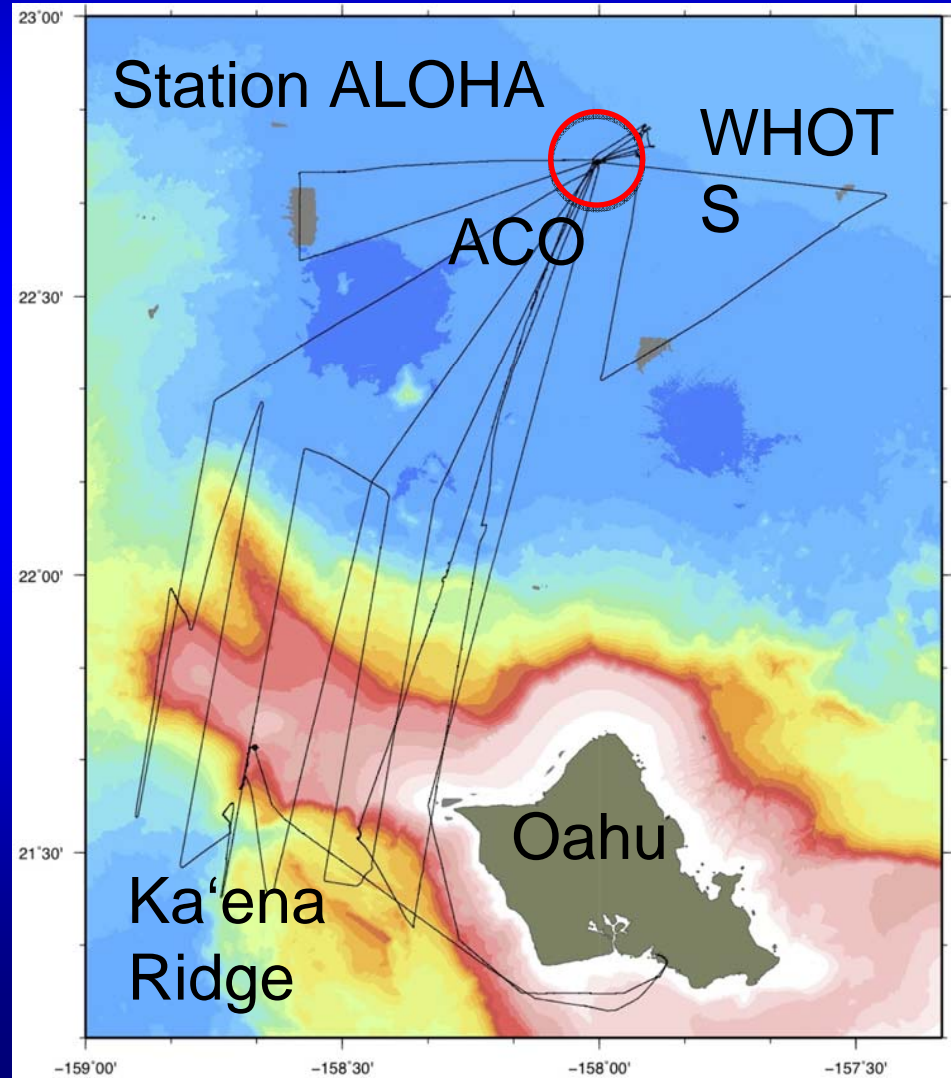 23°00'
Station ALOHA
WHOT
S
ACO
22°30'
22°00'
21°30'
Oahu
Ka‘ena
Ridge
−159°00'
−158°30'
−158°00'
−157°30'